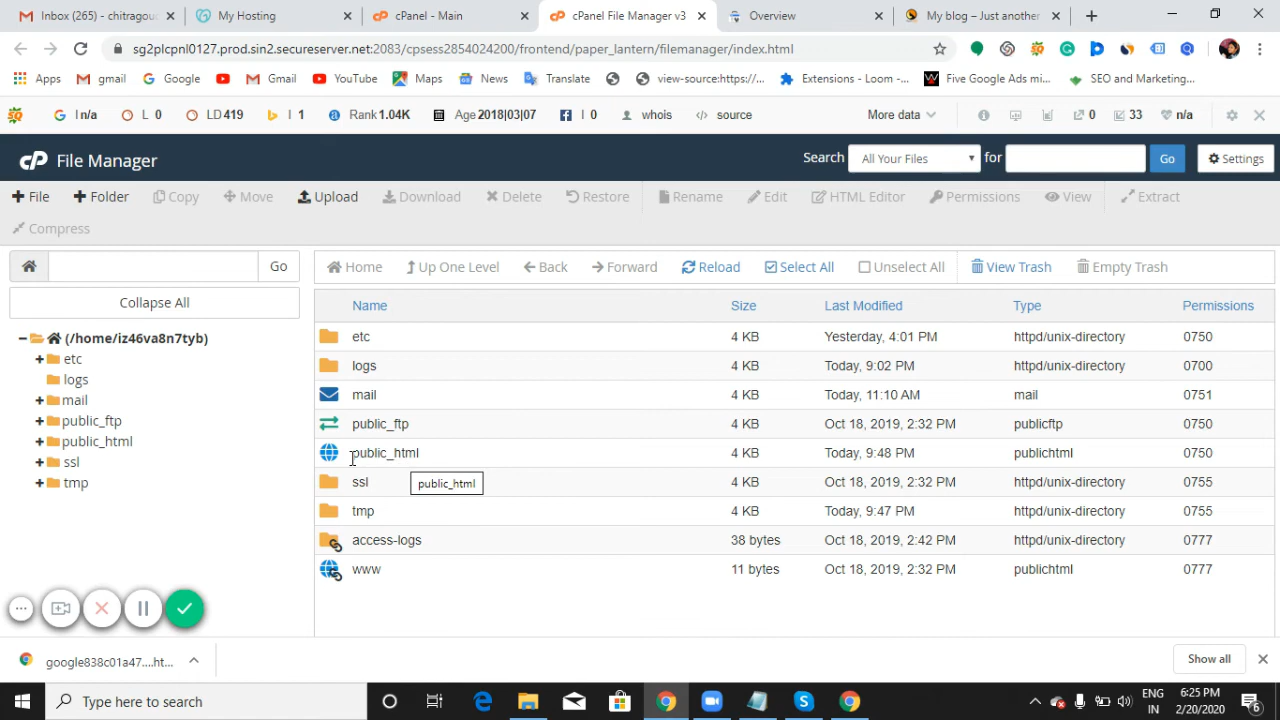 Inbox (265) - chitragou
My Hosting
cPanel - Main
cPanel File Manager v3
Overview
My blog – Just another
sg2plcpnl0127.prod.sin2.secureserver.net:2083/cpsess2854024200/frontend/paper_lantern/filemanager/index.html
Apps gmail Google Gmail YouTube Maps News Translate view-source:https://... Extensions - Loom -... Five Google Ads mi... SEO and Marketing...
I n/a L 0 LD 419 I 1 Rank 1.04K Age 2018|03|07 I 0 whois source More data 0 33 n/a
cP File Manager Search All Your Files for Go Settings
File Folder Copy Move Upload Download Delete Restore Rename Edit HTML Editor Permissions View Extract
Compress
Go Home Up One Level Back Forward Reload Select All Unselect All View Trash Empty Trash
Collapse All
(/home/iz46va8n7tyb)
etc
logs
mail
public_ftp
public_html
ssl
tmp
Name Size Last Modified Type Permissions
etc 4 KB Yesterday, 4:01 PM httpd/unix-directory 0750
logs 4 KB Today, 9:02 PM httpd/unix-directory 0700
mail 4 KB Today, 11:10 AM mail 0751
public_ftp 4 KB Oct 18, 2019, 2:32 PM publicftp 0750
public_html 4 KB Today, 9:48 PM publichtml 0750
ssl 4 KB Oct 18, 2019, 2:32 PM httpd/unix-directory 0755
public_html
tmp 4 KB Today, 9:47 PM httpd/unix-directory 0755
access-logs 38 bytes Oct 18, 2019, 2:42 PM httpd/unix-directory 0777
www 11 bytes Oct 18, 2019, 2:32 PM publichtml 0777
google838c01a47....ht... Show all
Type here to search
ENG
IN
6:25 PM
2/20/2020
6